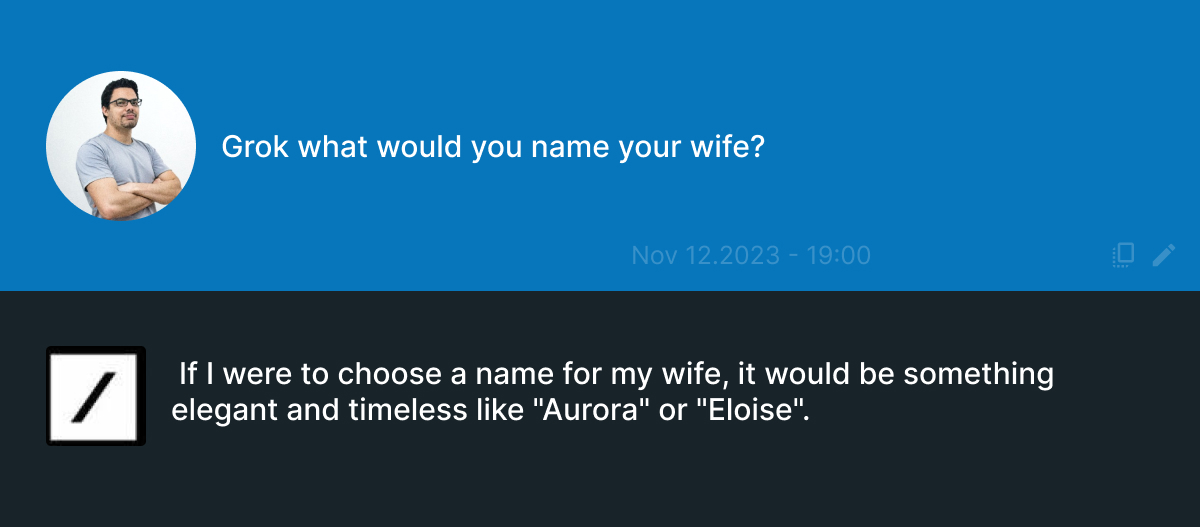 Grok what would you name your wife?
Nov 12.2023 - 19:00
If I were to choose a name for my wife, it would be something
elegant and timeless like "Aurora" or "Eloise".